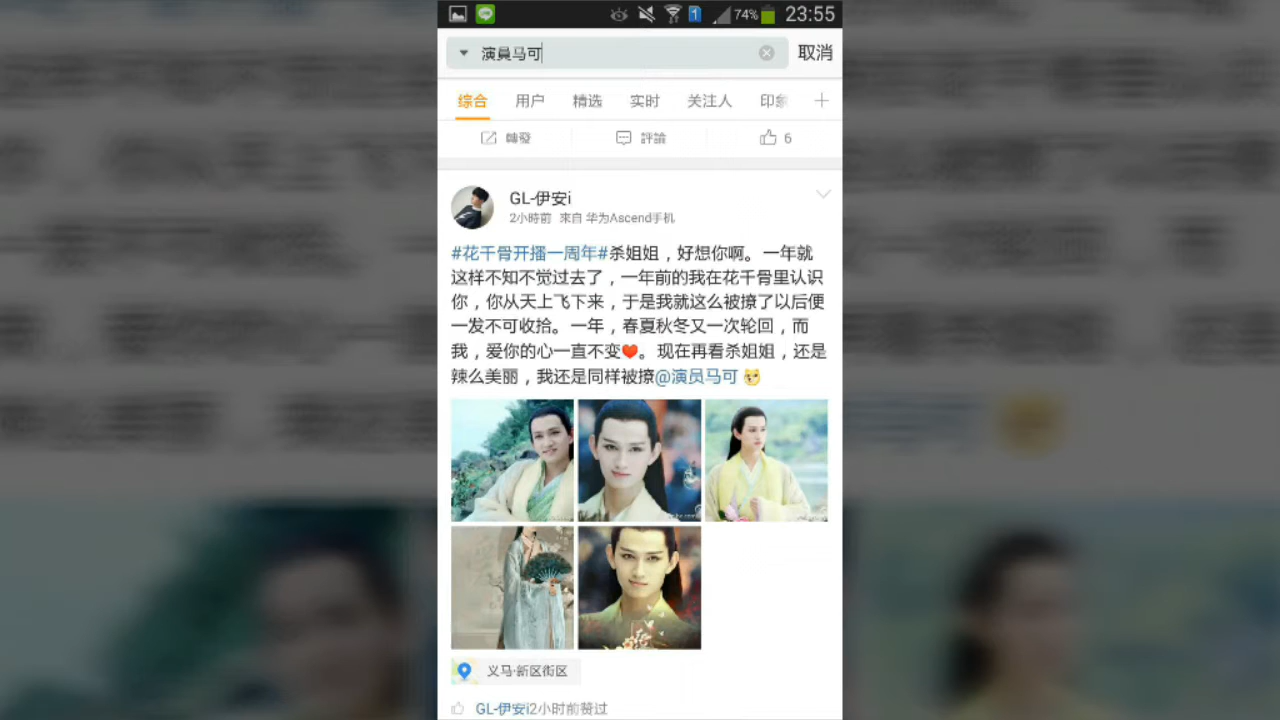 1 74% 23:55
演員马可 取消
综合 用户 精选 实时 关注人 印象
轉發 評論 6
GL-伊安i
2小時前 來自 华为Ascend手机
#花千骨开播一周年#杀姐姐，好想你啊。一年就
这样不知不觉过去了，一年前的我在花千骨里认识
你，你从天上飞下来，于是我就这么被撩了以后便
一发不可收拾。一年，春夏秋冬又一次轮回，而
我，爱你的心一直不变❤。现在再看杀姐姐，还是
辣么美丽，我还是同样被撩@演员马可
义马·新区街区
GL-伊安i2小时前赞过